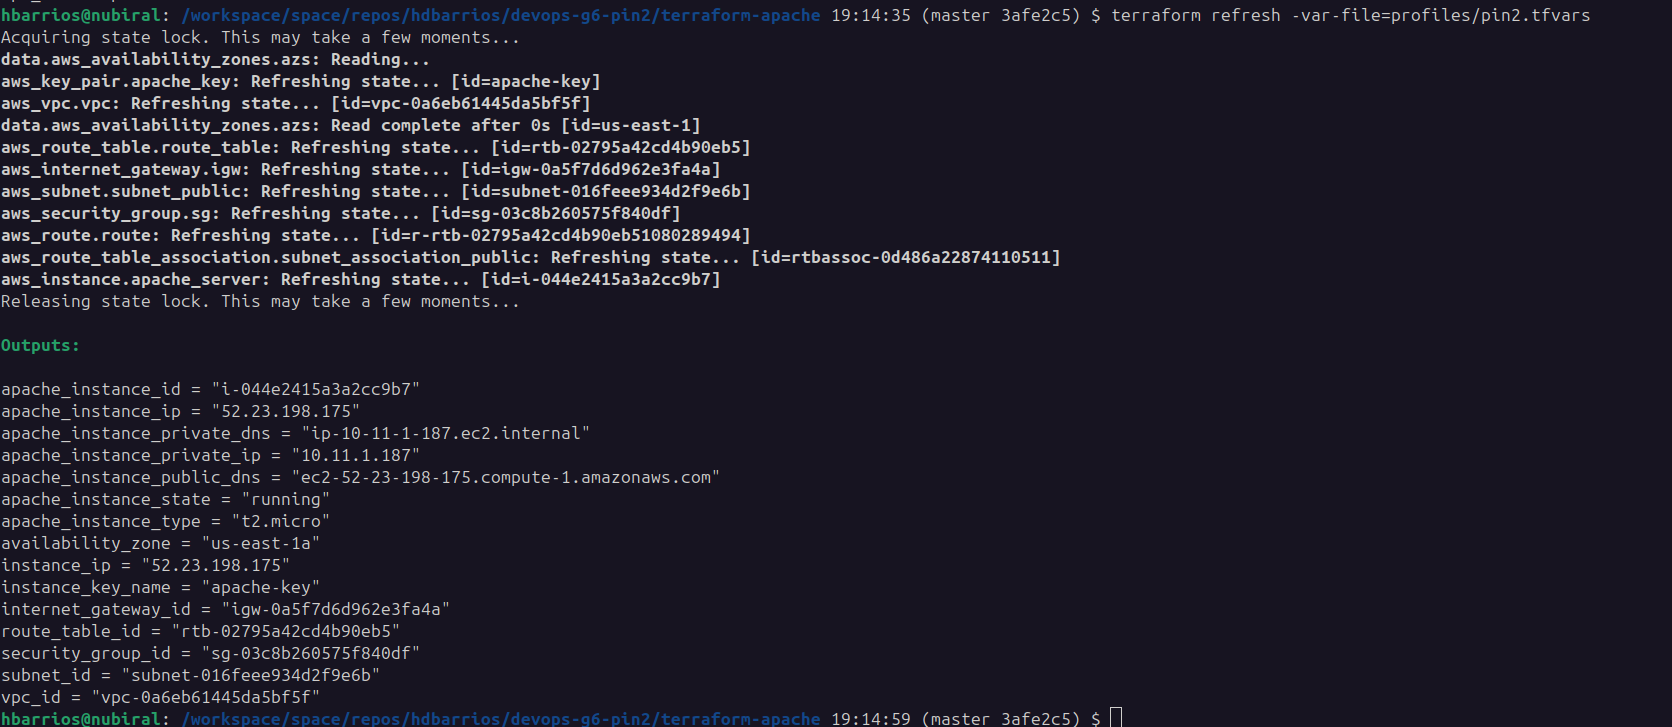 hbarrios@nubiral: /workspace/space/repos/hdbarrios/devops-g6-pin2/terraform-apache 19:14:35 (master 3afe2c5) $ terraform refresh -var-file=profiles/pin2.tfvars
Acquiring state lock. This may take a few moments...
data.aws_availability_zones.azs: Reading...
aws_key_pair.apache_key: Refreshing state... [id=apache-key]
aws_vpc.vpc: Refreshing state... [id=vpc-0a6eb61445da5bf5f]
data.aws_availability_zones.azs: Read complete after 0s [id=us-east-1]
aws_route_table.route_table: Refreshing state... [id=rtb-02795a42cd4b90eb5]
aws_internet_gateway.igw: Refreshing state... [id=igw-0a5f7d6d962e3fa4a]
aws_subnet.subnet_public: Refreshing state... [id=subnet-016feee934d2f9e6b]
aws_security_group.sg: Refreshing state... [id=sg-03c8b260575f840df]
aws_route.route: Refreshing state... [id=r-rtb-02795a42cd4b90eb51080289494]
aws_route_table_association.subnet_association_public: Refreshing state... [id=rtbassoc-0d486a22874110511]
aws_instance.apache_server: Refreshing state... [id=i-044e2415a3a2cc9b7]
Releasing state lock. This may take a few moments...
Outputs:
apache_instance_id = "i-044e2415a3a2cc9b7"
apache_instance_ip = "52.23.198.175"
apache_instance_private_dns = "ip-10-11-1-187.ec2.internal"
apache_instance_private_ip = "10.11.1.187"
apache_instance_public_dns = "ec2-52-23-198-175.compute-1.amazonaws.com"
apache_instance_state = "running"
apache_instance_type = "t2.micro"
availability_zone = "us-east-1a"
instance_ip = "52.23.198.175"
instance_key_name = "apache-key"
internet_gateway_id = "igw-0a5f7d6d962e3fa4a"
route_table_id = "rtb-02795a42cd4b90eb5"
security_group_id = "sg-03c8b260575f840df"
subnet_id = "subnet-016feee934d2f9e6b"
vpc_id = "vpc-0a6eb61445da5bf5f"
hbarrios@nubiral: /workspace/space/repos/hdbarrios/devops-g6-pin2/terraform-apache 19:14:59 (master 3afe2c5) $